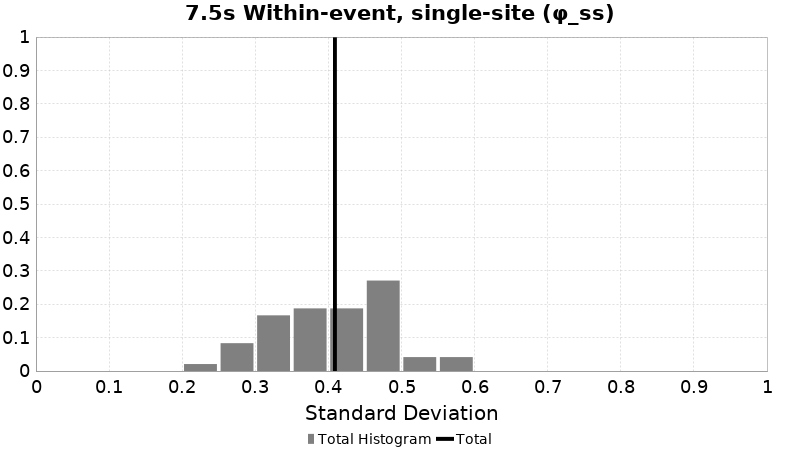 7.5s Within-event, single-site (φ_ss)
1
0.9
0.8
0.7
0.6
0.5
0.4
0.3
0.2
0.1
0
0 0.1 0.2 0.3 0.4 0.5 0.6 0.7 0.8 0.9 1
Standard Deviation
Total Histogram Total